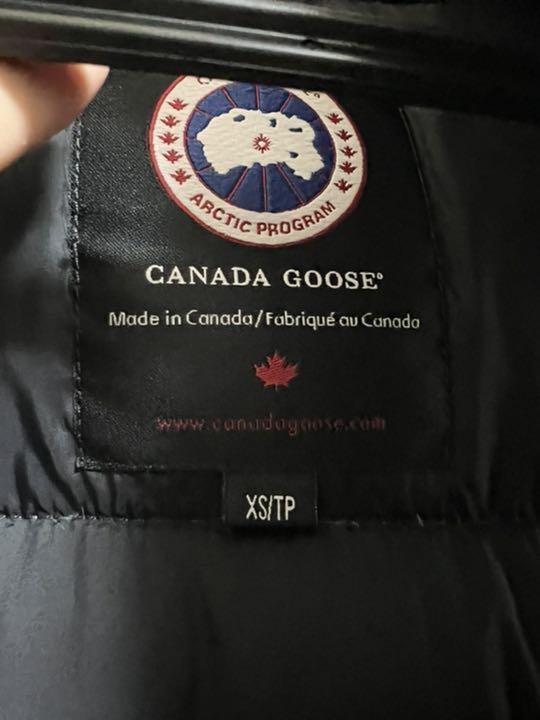 ARCTIC PROGRAM
CANADA GOOSE®
Made in Canada/Fabriqué au Canada
www.canadagoose.com
XS/TP